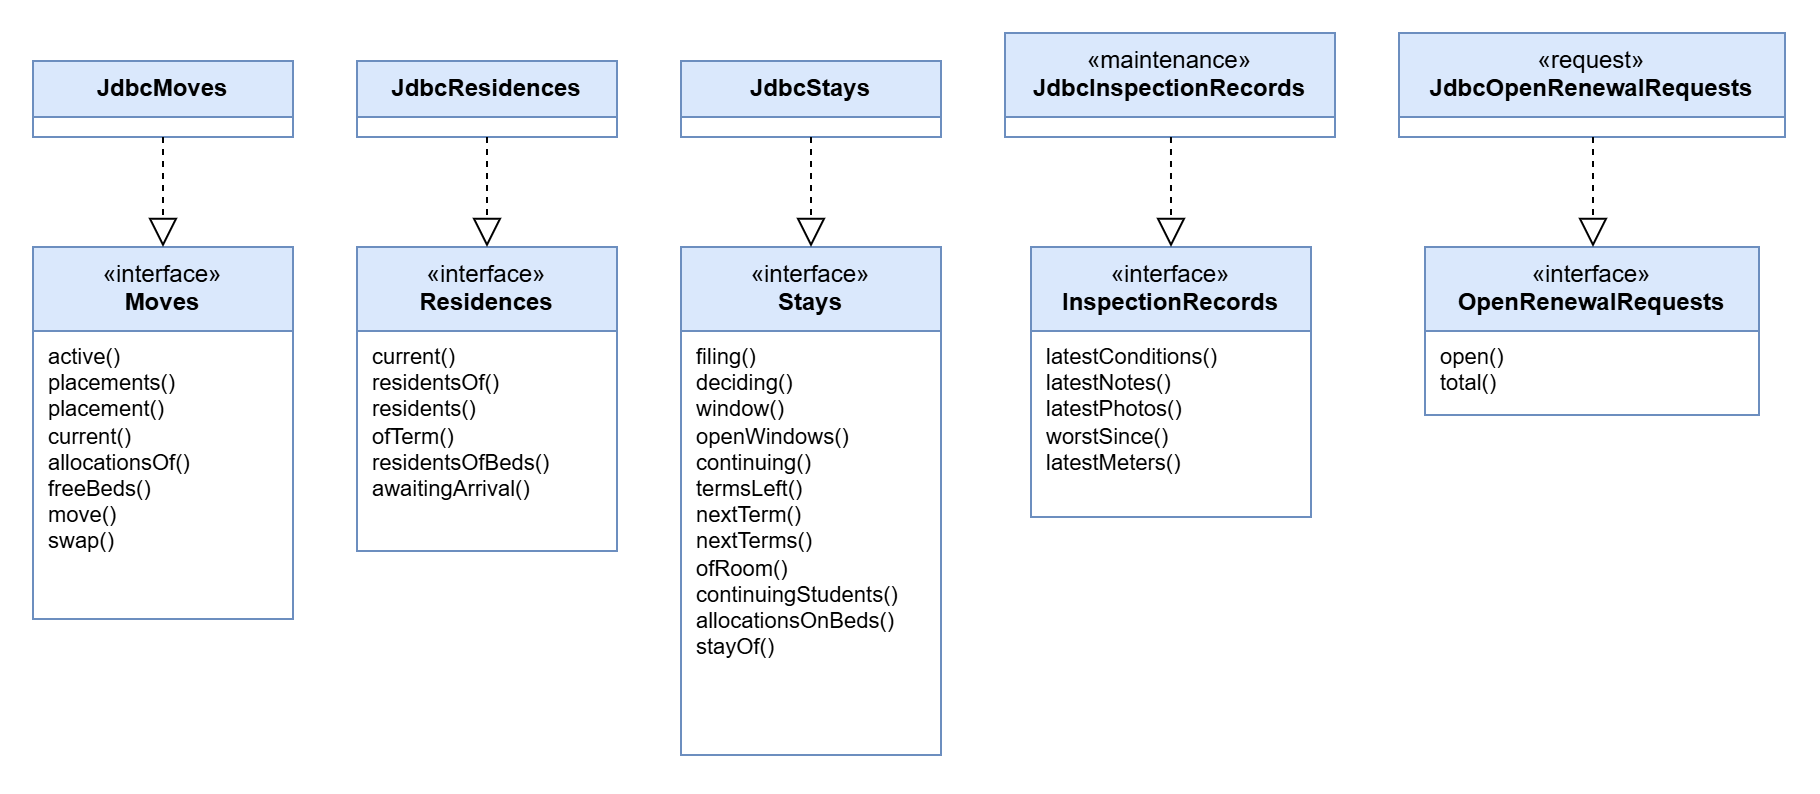 JdbcMoves
JdbcResidences
JdbcStays
«maintenance»
JdbcInspectionRecords
«request»
JdbcOpenRenewalRequests
«interface»
Moves
active()
placements()
placement()
current()
allocationsOf()
freeBeds()
move()
swap()
«interface»
Residences
current()
residentsOf()
residents()
ofTerm()
residentsOfBeds()
awaitingArrival()
«interface»
Stays
filing()
deciding()
window()
openWindows()
continuing()
termsLeft()
nextTerm()
nextTerms()
ofRoom()
continuingStudents()
allocationsOnBeds()
stayOf()
«interface»
InspectionRecords
latestConditions()
latestNotes()
latestPhotos()
worstSince()
latestMeters()
«interface»
OpenRenewalRequests
open()
total()